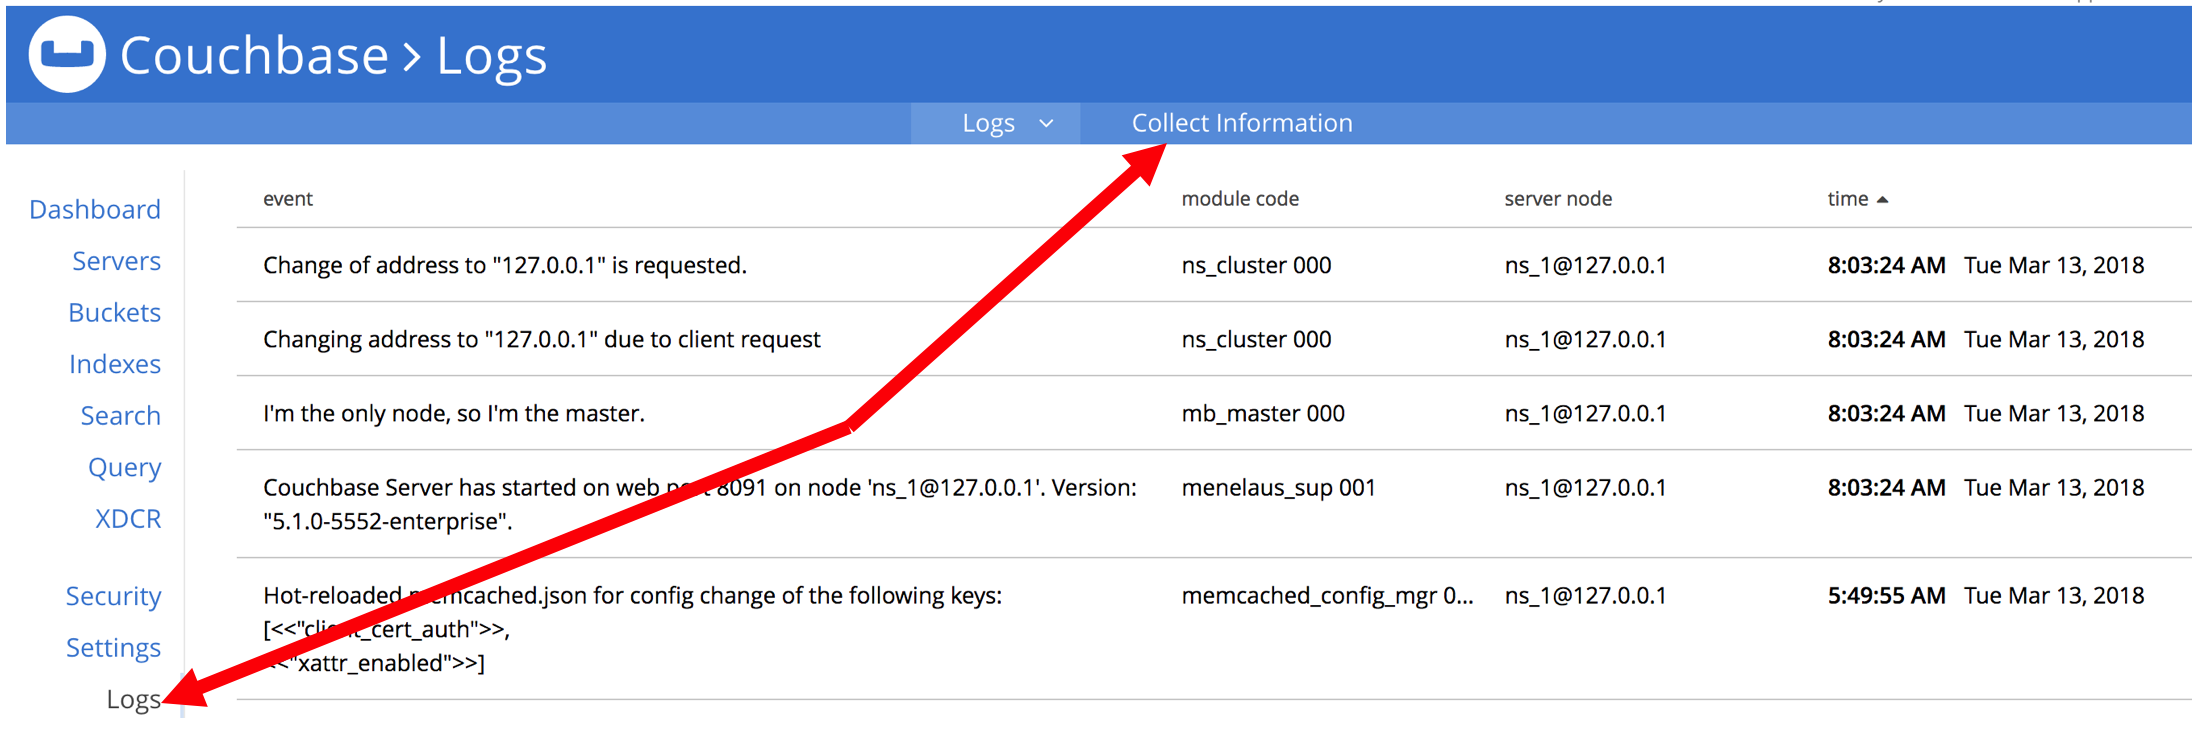 Couchbase > Logs
Logs Collect Information
Dashboard
Servers
Buckets
Indexes
Search
Query
XDCR
Security
Settings
Logs
event module code server node time
Change of address to "127.0.0.1" is requested. ns_cluster 000 ns_1@127.0.0.1 8:03:24 AM Tue Mar 13, 2018
Changing address to "127.0.0.1" due to client request ns_cluster 000 ns_1@127.0.0.1 8:03:24 AM Tue Mar 13, 2018
I'm the only node, so I'm the master. mb_master 000 ns_1@127.0.0.1 8:03:24 AM Tue Mar 13, 2018
Couchbase Server has started on web port 8091 on node 'ns_1@127.0.0.1'. Version: menelaus_sup 001 ns_1@127.0.0.1 8:03:24 AM Tue Mar 13, 2018
"5.1.0-5552-enterprise".
Hot-reloaded memcached.json for config change of the following keys: memcached_config_mgr 0... ns_1@127.0.0.1 5:49:55 AM Tue Mar 13, 2018
[<<"client_cert_auth">>,
<<"xattr_enabled">>]